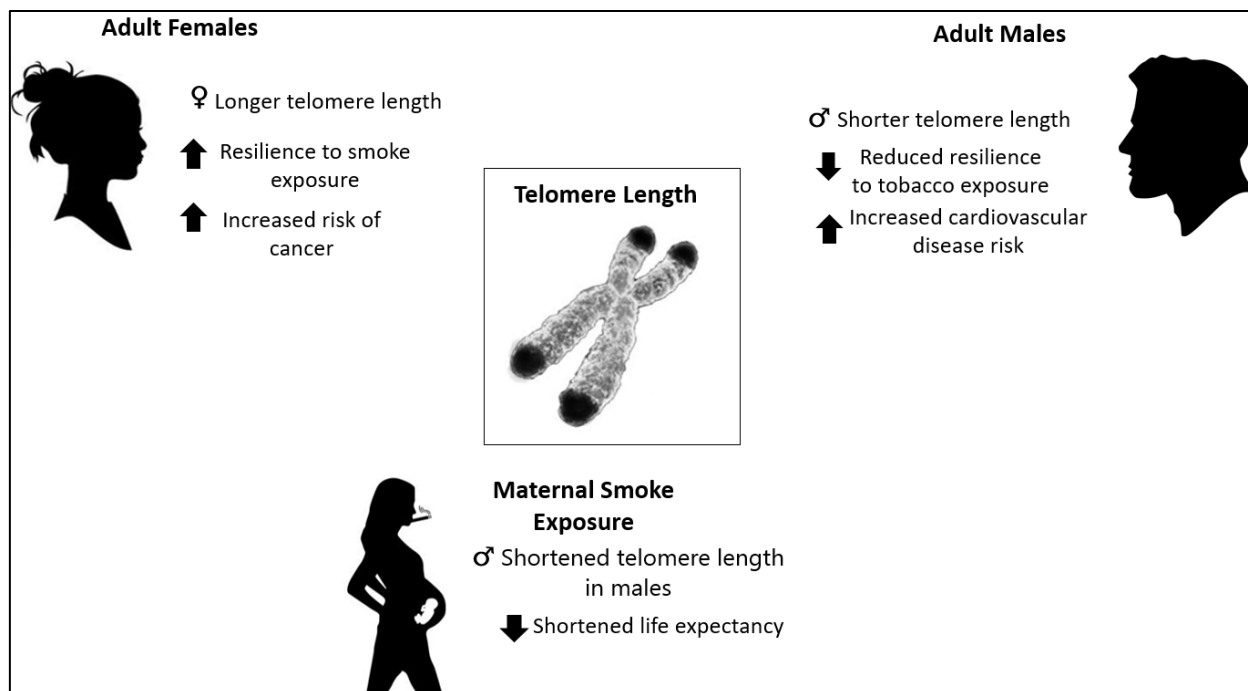 Adult Females
♀ Longer telomere length
Resilience to smoke
exposure
Increased risk of
cancer
Adult Males
♂ Shorter telomere length
Reduced resilience
to tobacco exposure
Increased cardiovascular
disease risk
Telomere Length
Maternal Smoke
Exposure
♂ Shortened telomere length
in males
Shortened life expectancy